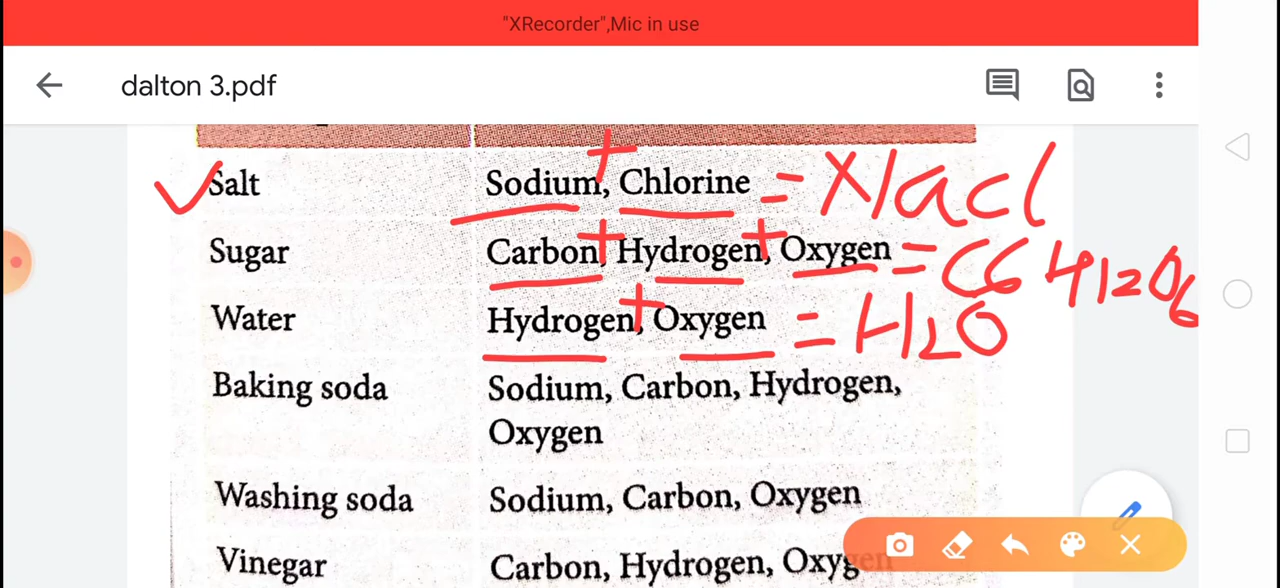 "XRecorder",Mic in use
dalton 3.pdf
Salt Sodium, + Chlorine = NaCl
Sugar Carbon, + Hydrogen, + Oxygen = C6H12O6
Water Hydrogen, + Oxygen = H2O
Baking soda Sodium, Carbon, Hydrogen,
Oxygen
Washing soda Sodium, Carbon, Oxygen
Vinegar Carbon, Hydrogen, Oxygen